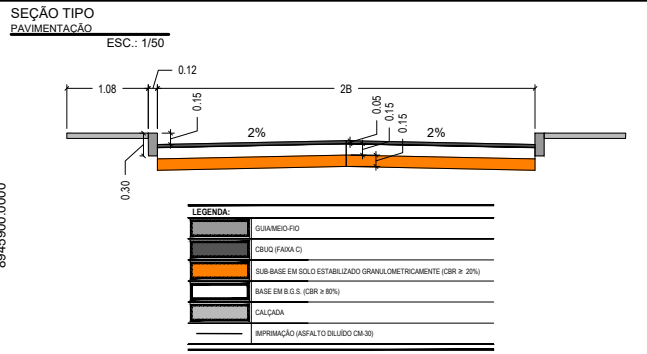 SEÇÃO TIPO
PAVIMENTAÇÃO
ESC.: 1/50
0.12
1.08
0.15
2B
0.05
0.15
0.15
2%
2%
0.30
8945900.0000
LEGENDA:
GUIA/MEIO-FIO
CBUQ (FAIXA C)
SUB-BASE EM SOLO ESTABILIZADO GRANULOMETRICAMENTE (CBR ≥ 20%)
BASE EM B.G.S. (CBR ≥ 80%)
CALÇADA
IMPRIMAÇÃO (ASFALTO DILUÍDO CM-30)